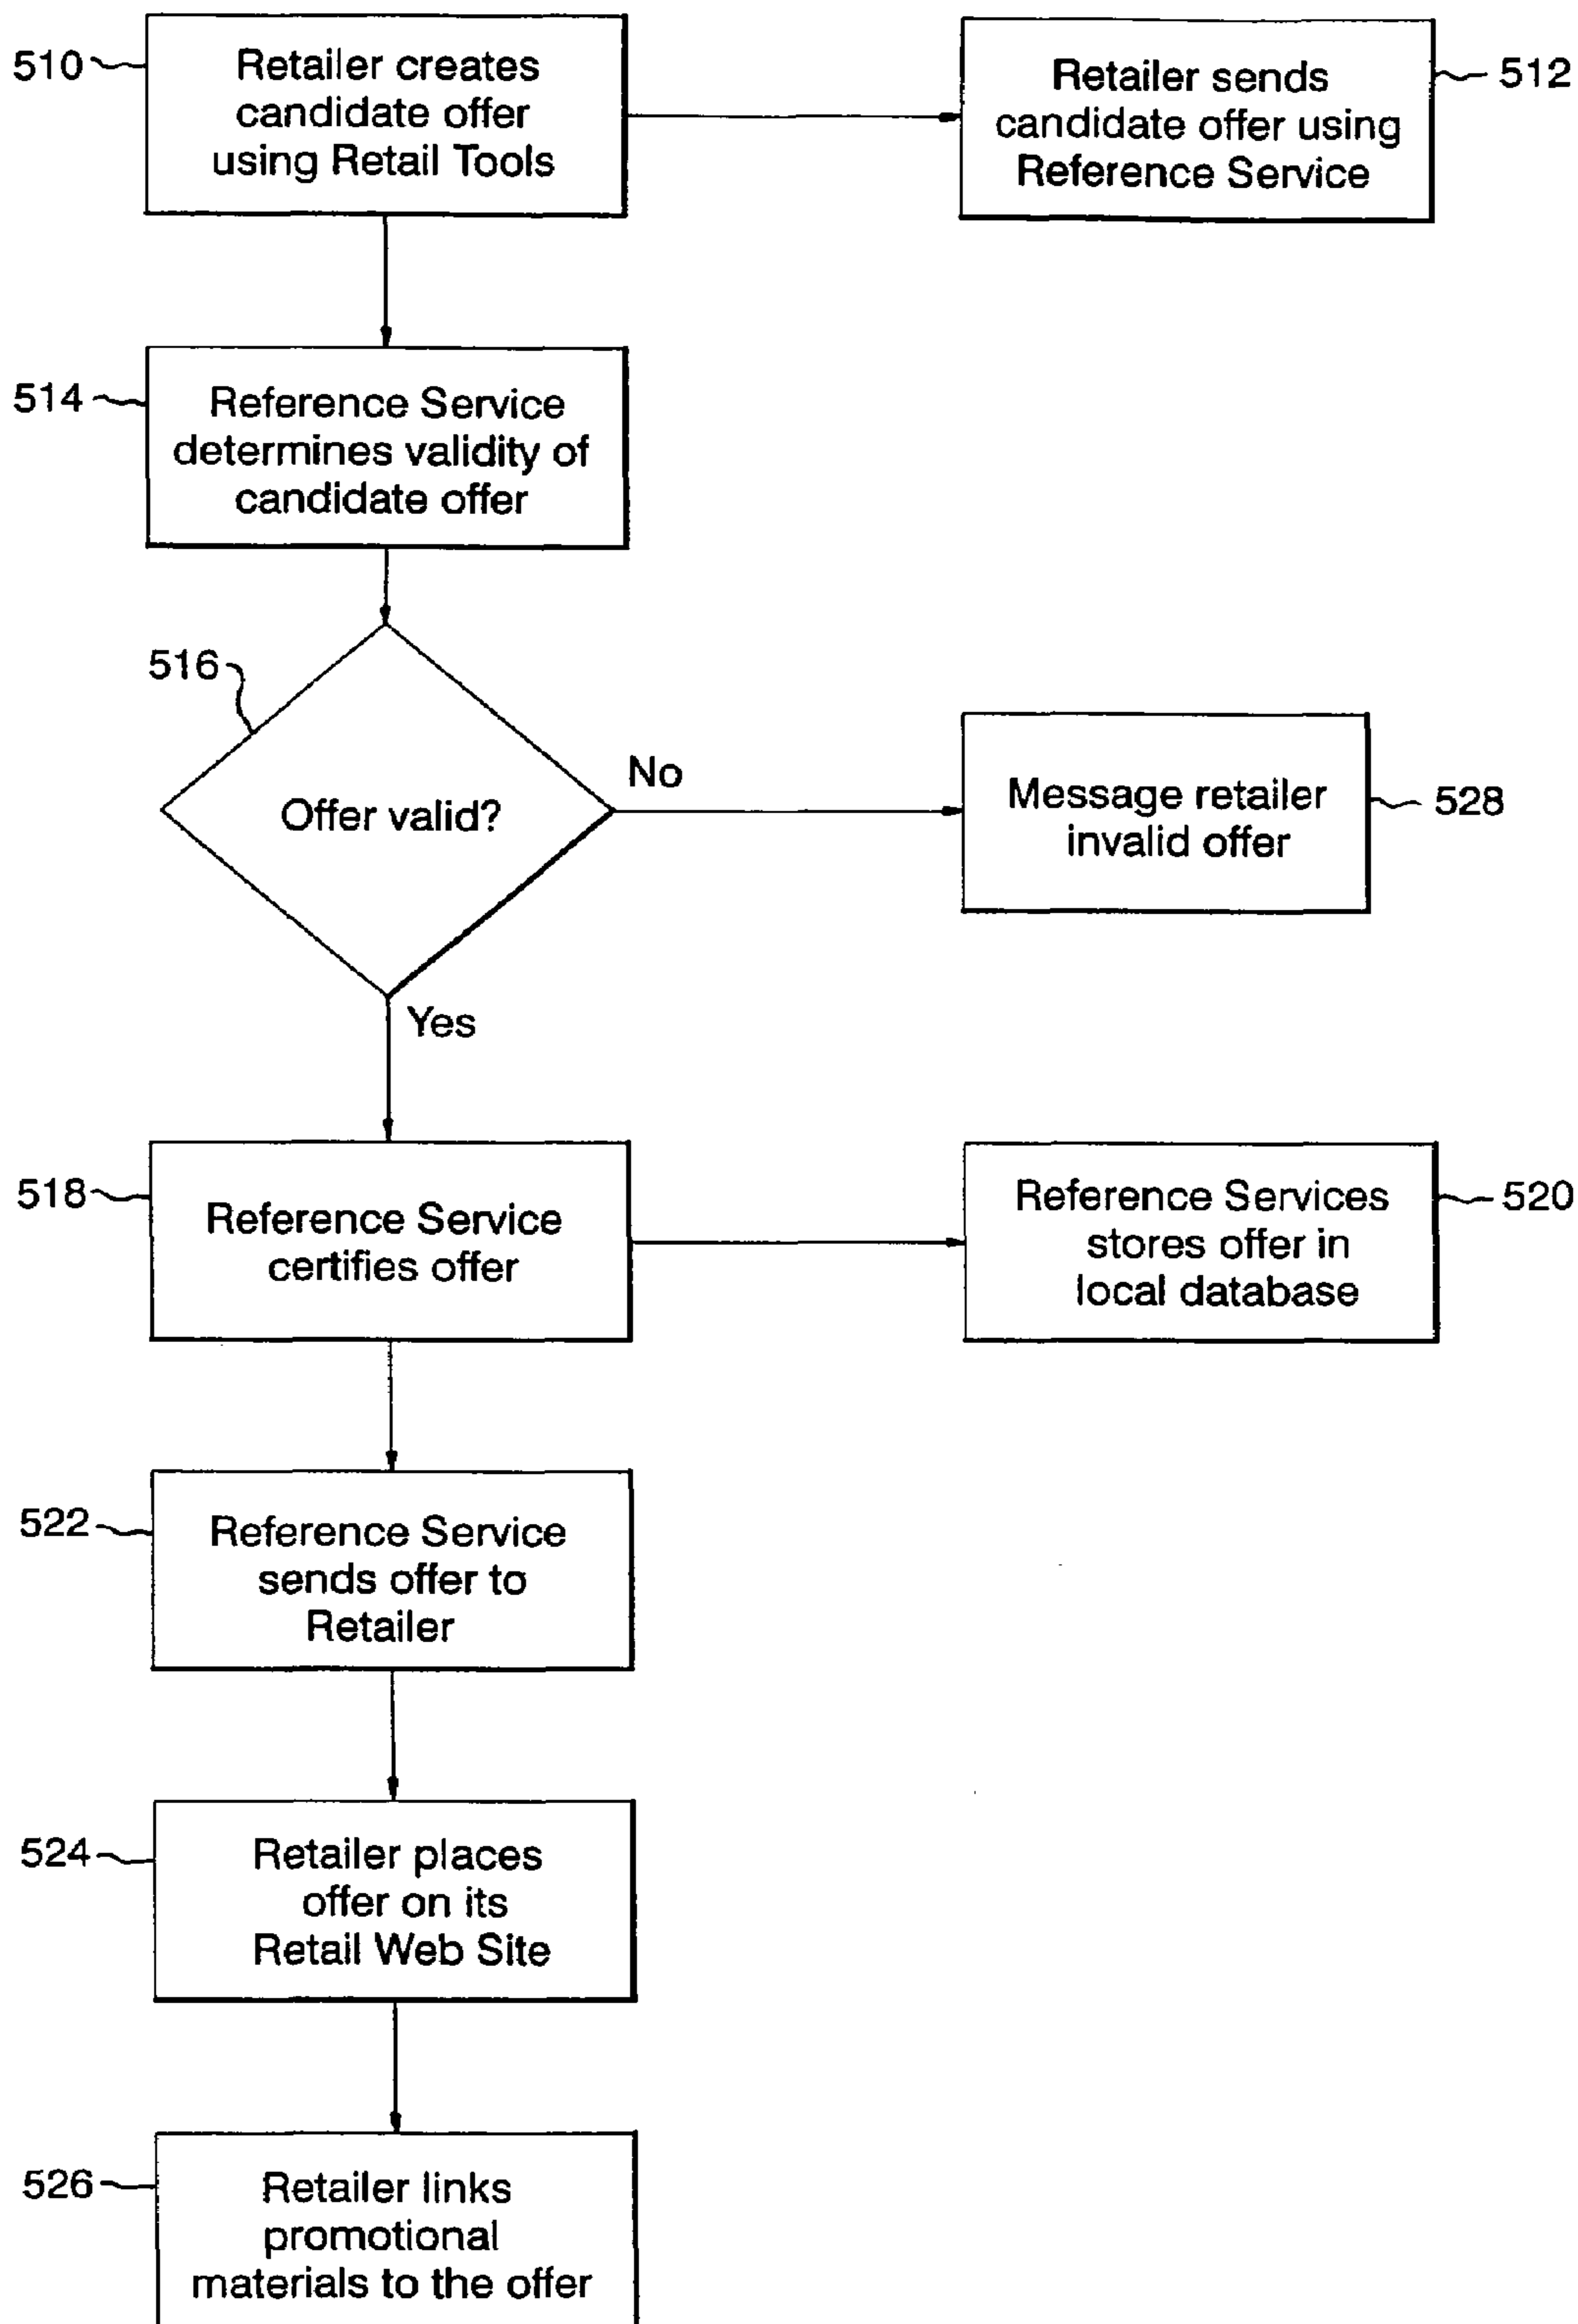 510
Retailer creates
candidate offer
using Retail Tools
Retailer sends
candidate offer using
Reference Service
512
514
Reference Service
determines validity of
candidate offer
516
Offer valid?
No
Message retailer
invalid offer
528
Yes
518
Reference Service
certifies offer
Reference Services
stores offer in
local database
520
522
Reference Service
sends offer to
Retailer
524
Retailer places
offer on its
Retail Web Site
526
Retailer links
promotional
materials to the offer